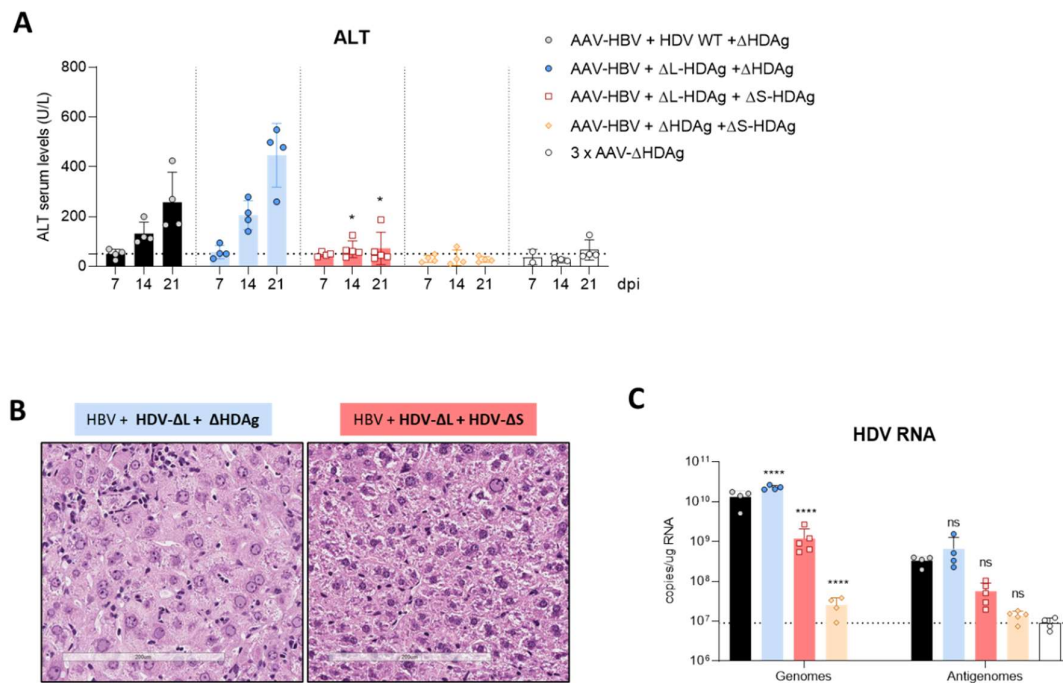 A
ALT
800
600
400
200
0
ALT serum levels (U/L)
*
*
7 14 21 7 14 21 7 14 21 7 14 21 7 14 21 dpi
AAV-HBV + HDV WT +ΔHDAg
AAV-HBV + ΔL-HDAg +ΔHDAg
AAV-HBV + ΔL-HDAg + ΔS-HDAg
AAV-HBV + ΔHDAg +ΔS-HDAg
3 x AAV-ΔHDAg
B
HBV + HDV-ΔL + ΔHDAg
HBV + HDV-ΔL + HDV-ΔS
200um
200um
C
HDV RNA
10¹¹
10¹⁰
10⁹
10⁸
10⁷
10⁶
copies/ug RNA
****
****
****
ns
ns
ns
Genomes Antigenomes